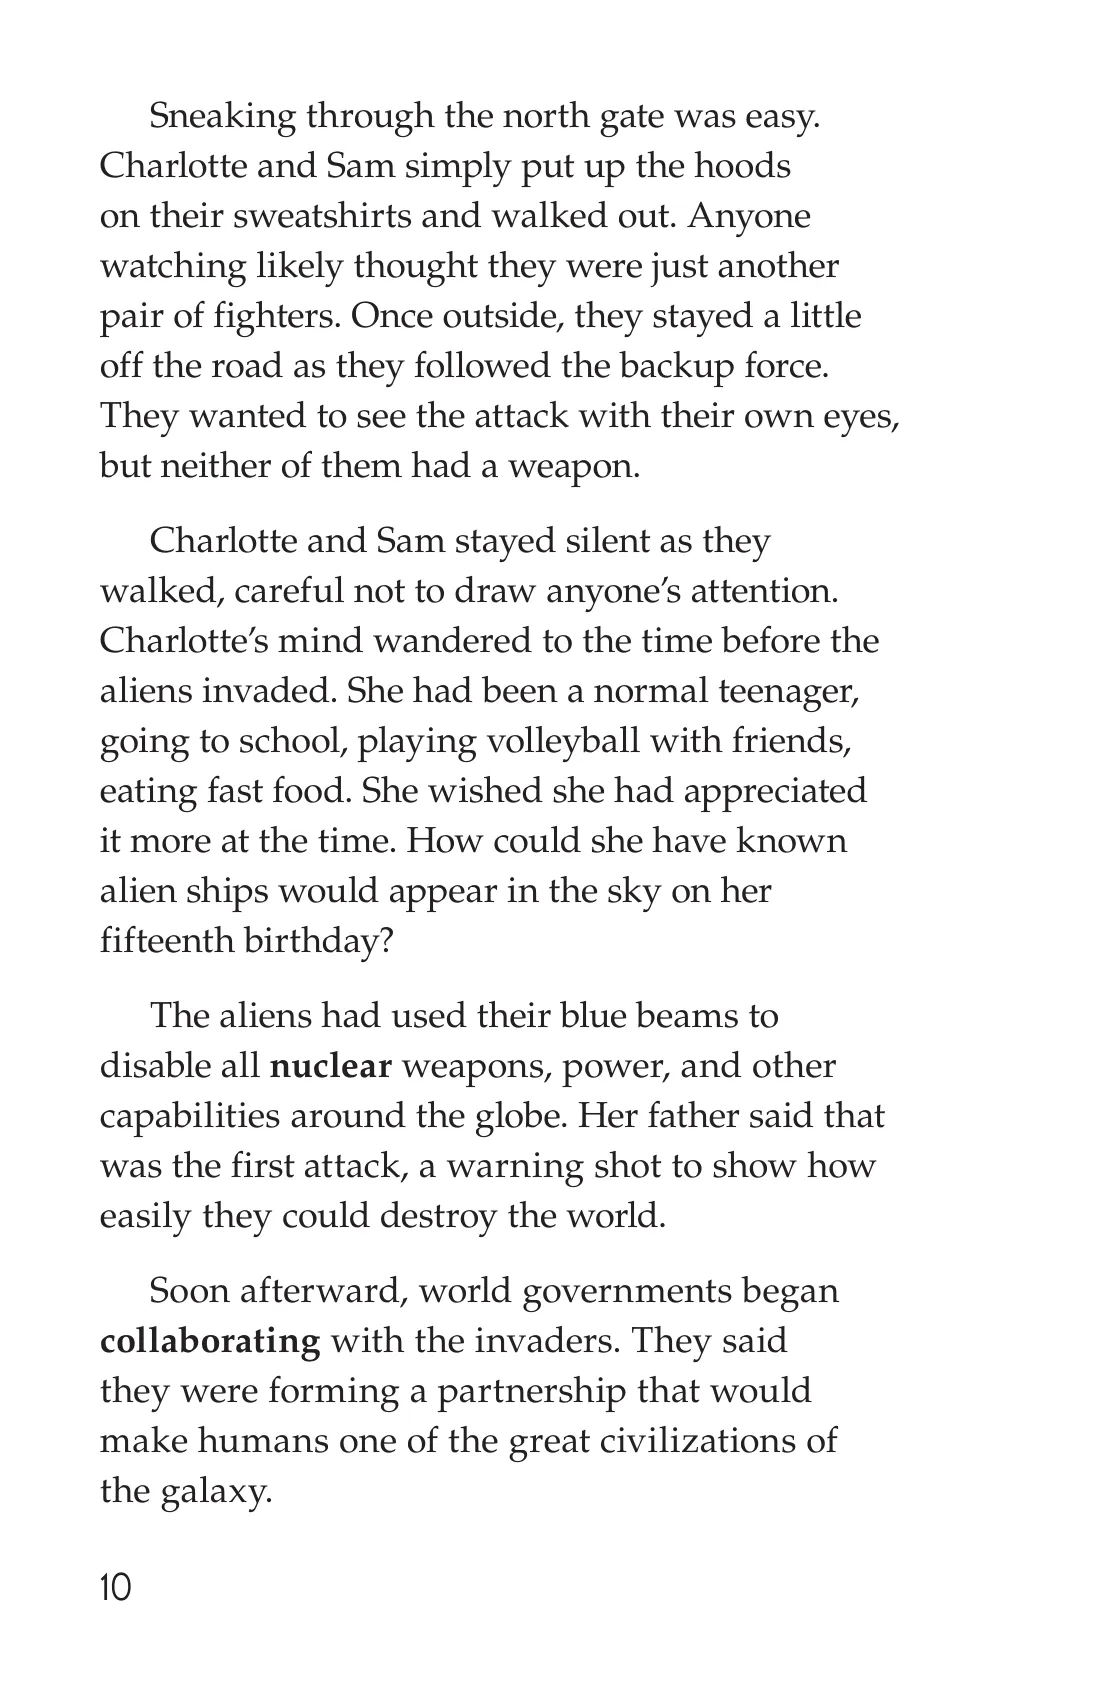 Sneaking through the north gate was easy.
Charlotte and Sam simply put up the hoods
on their sweatshirts and walked out. Anyone
watching likely thought they were just another
pair of fighters. Once outside, they stayed a little
off the road as they followed the backup force.
They wanted to see the attack with their own eyes,
but neither of them had a weapon.
Charlotte and Sam stayed silent as they
walked, careful not to draw anyone’s attention.
Charlotte’s mind wandered to the time before the
aliens invaded. She had been a normal teenager,
going to school, playing volleyball with friends,
eating fast food. She wished she had appreciated
it more at the time. How could she have known
alien ships would appear in the sky on her
fifteenth birthday?
The aliens had used their blue beams to
disable all nuclear weapons, power, and other
capabilities around the globe. Her father said that
was the first attack, a warning shot to show how
easily they could destroy the world.
Soon afterward, world governments began
collaborating with the invaders. They said
they were forming a partnership that would
make humans one of the great civilizations of
the galaxy.
10